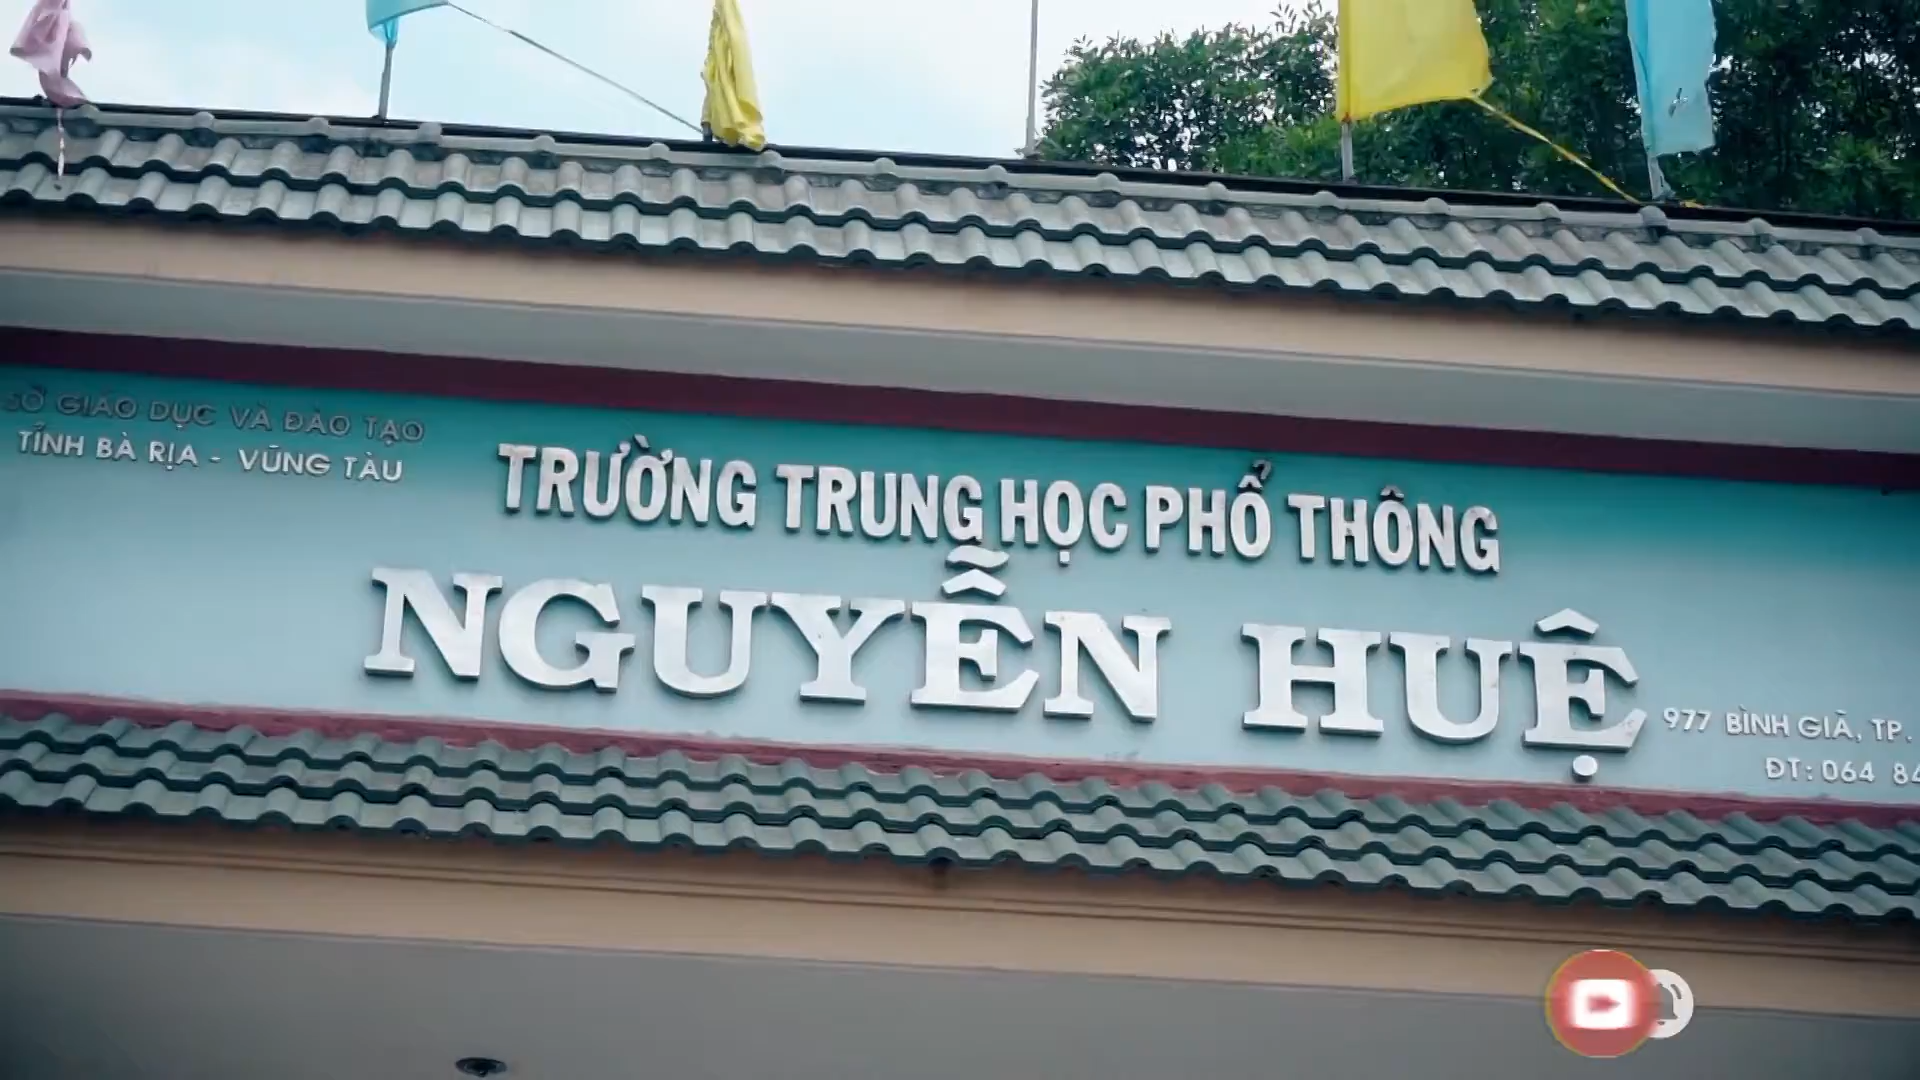 SỞ GIÁO DỤC VÀ ĐÀO TẠO
TỈNH BÀ RỊA - VŨNG TÀU
TRƯỜNG TRUNG HỌC PHỔ THÔNG
NGUYỄN HUỆ
977 BÌNH GIÃ, TP.
ĐT: 064 84